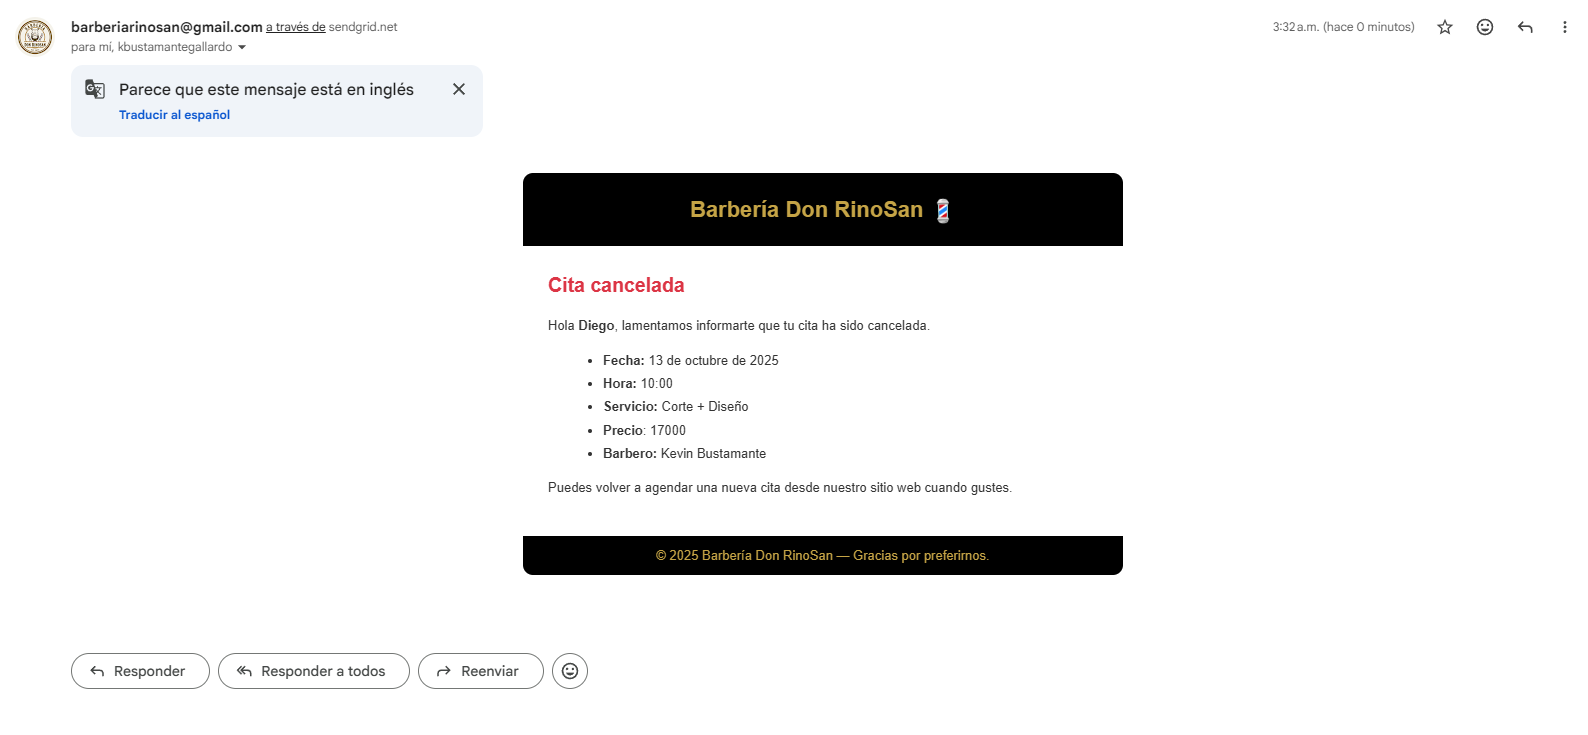 barberiarinosan@gmail.com a través de sendgrid.net
3:32 a.m. (hace 0 minutos)
para mí, kbustamantegallardo
Parece que este mensaje está en inglés
Traducir al español
Barbería Don RinoSan 💈
Cita cancelada
Hola Diego, lamentamos informarte que tu cita ha sido cancelada.
• Fecha: 13 de octubre de 2025
• Hora: 10:00
• Servicio: Corte + Diseño
• Precio: 17000
• Barbero: Kevin Bustamante
Puedes volver a agendar una nueva cita desde nuestro sitio web cuando gustes.
© 2025 Barbería Don RinoSan — Gracias por preferirnos.
Responder
Responder a todos
Reenviar